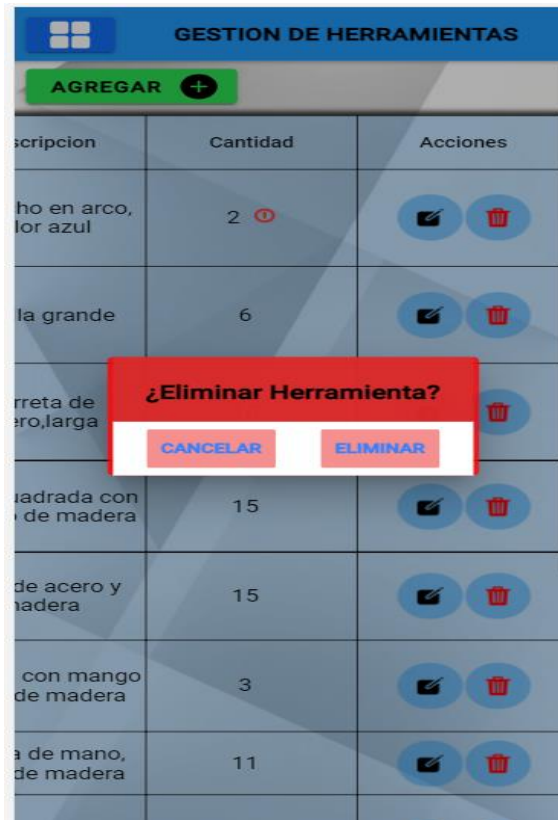 GESTION DE HERRAMIENTAS
AGREGAR
scripcion Cantidad Acciones
ho en arco, 2
lor azul
la grande 6
¿Eliminar Herramienta?
rreta de
ero,larga
CANCELAR ELIMINAR
uadrada con 15
de madera
de acero y 15
nadera
con mango 3
de madera
a de mano, 11
de madera